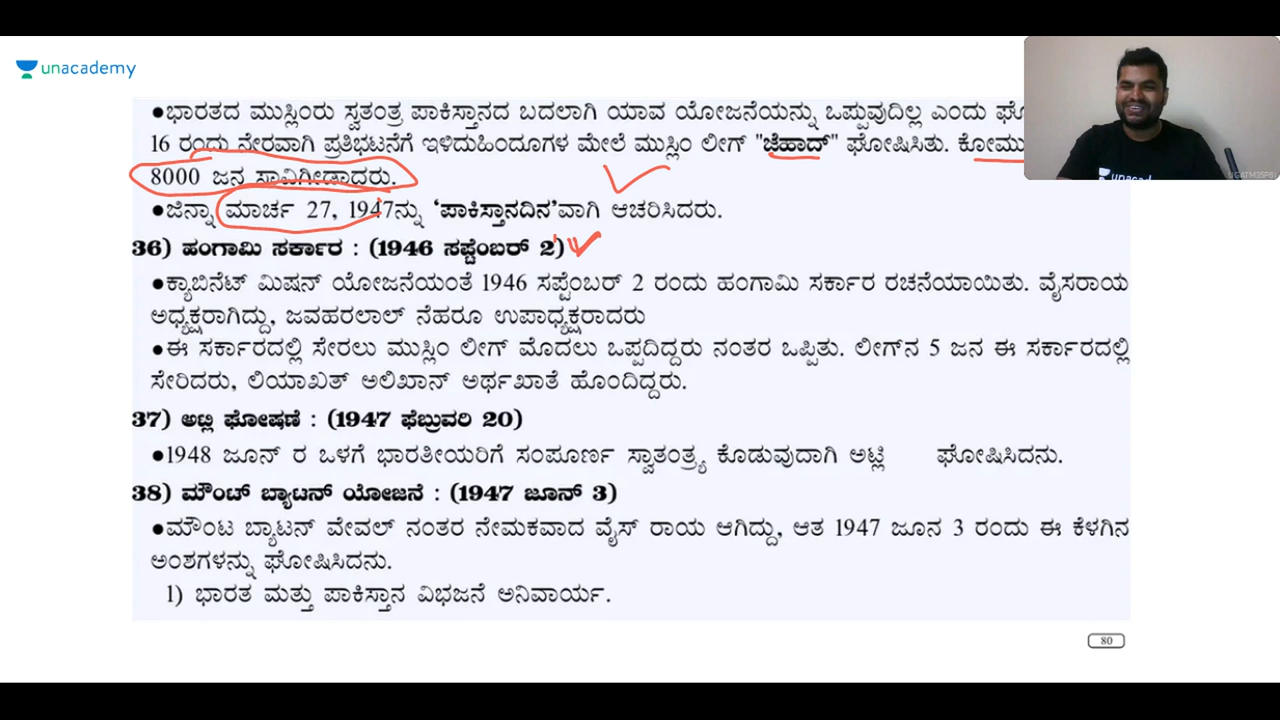 unacademy
•ಭಾರತದ ಮುಸ್ಲಿಂರು ಸ್ವತಂತ್ರ ಪಾಕಿಸ್ತಾನದ ಬದಲಾಗಿ ಯಾವ ಯೋಜನೆಯನ್ನು ಒಪ್ಪುವುದಿಲ್ಲ ಎಂದು
16 ರಂದು ನೇರವಾಗಿ ಪ್ರತಿಭಟನೆಗೆ ಇಳಿದುಹಿಂದೂಗಳ ಮೇಲೆ ಮುಸ್ಲಿಂ ಲೀಗ್ "ಜೆಹಾದ್" ಘೋಷಿಸಿತು. ಕೋಮು
8000 ಜನ ಸಾವಿಗೀಡಾದರು.
•ಜಿನ್ನಾ ಮಾರ್ಚ 27, 1947ನ್ನು 'ಪಾಕಿಸ್ತಾನದಿನ'ವಾಗಿ ಆಚರಿಸಿದರು.
36) ಹಂಗಾಮಿ ಸರ್ಕಾರ : (1946 ಸಪ್ಟೆಂಬರ್ 2)
•ಕ್ಯಾಬಿನೆಟ್ ಮಿಷನ್ ಯೋಜನೆಯಂತೆ 1946 ಸಪ್ಟೆಂಬರ್ 2 ರಂದು ಹಂಗಾಮಿ ಸರ್ಕಾರ ರಚನೆಯಾಯಿತು. ವೈಸರಾಯ
ಅಧ್ಯಕ್ಷರಾಗಿದ್ದು, ಜವಹರಲಾಲ್ ನೆಹರೂ ಉಪಾಧ್ಯಕ್ಷರಾದರು
•ಈ ಸರ್ಕಾರದಲ್ಲಿ ಸೇರಲು ಮುಸ್ಲಿಂ ಲೀಗ್ ಮೊದಲು ಒಪ್ಪದಿದ್ದರು ನಂತರ ಒಪ್ಪಿತು. ಲೀಗ್‌ನ 5 ಜನ ಈ ಸರ್ಕಾರದಲ್ಲಿ
ಸೇರಿದರು, ಲಿಯಾಖತ್ ಅಲಿಖಾನ್ ಅರ್ಥಖಾತೆ ಹೊಂದಿದ್ದರು.
37) ಅಟ್ಲಿ ಘೋಷಣೆ : (1947 ಫೆಬ್ರುವರಿ 20)
•1948 ಜೂನ್ ರ ಒಳಗೆ ಭಾರತೀಯರಿಗೆ ಸಂಪೂರ್ಣ ಸ್ವಾತಂತ್ರ್ಯ ಕೊಡುವುದಾಗಿ ಅಟ್ಲಿ ಘೋಷಿಸಿದನು.
38) ಮೌಂಟ್ ಬ್ಯಾಟನ್ ಯೋಜನೆ : (1947 ಜೂನ್ 3)
•ಮೌಂಟ ಬ್ಯಾಟನ್ ವೇವಲ್ ನಂತರ ನೇಮಕವಾದ ವೈಸ್ ರಾಯ ಆಗಿದ್ದು, ಆತ 1947 ಜೂನ 3 ರಂದು ಈ ಕೆಳಗಿನ
ಅಂಶಗಳನ್ನು ಘೋಷಿಸಿದನು.
1) ಭಾರತ ಮತ್ತು ಪಾಕಿಸ್ತಾನ ವಿಭಜನೆ ಅನಿವಾರ್ಯ.
80